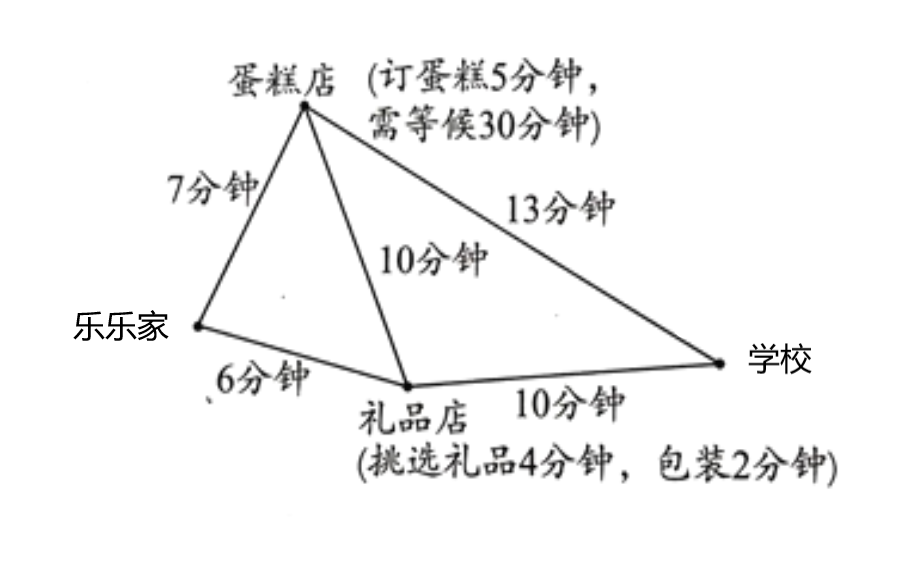 蛋糕店
(订蛋糕5分钟，
需等候30分钟)
7分钟
13分钟
10分钟
乐乐家
学校
6分钟
10分钟
礼品店
(挑选礼品4分钟，包装2分钟)